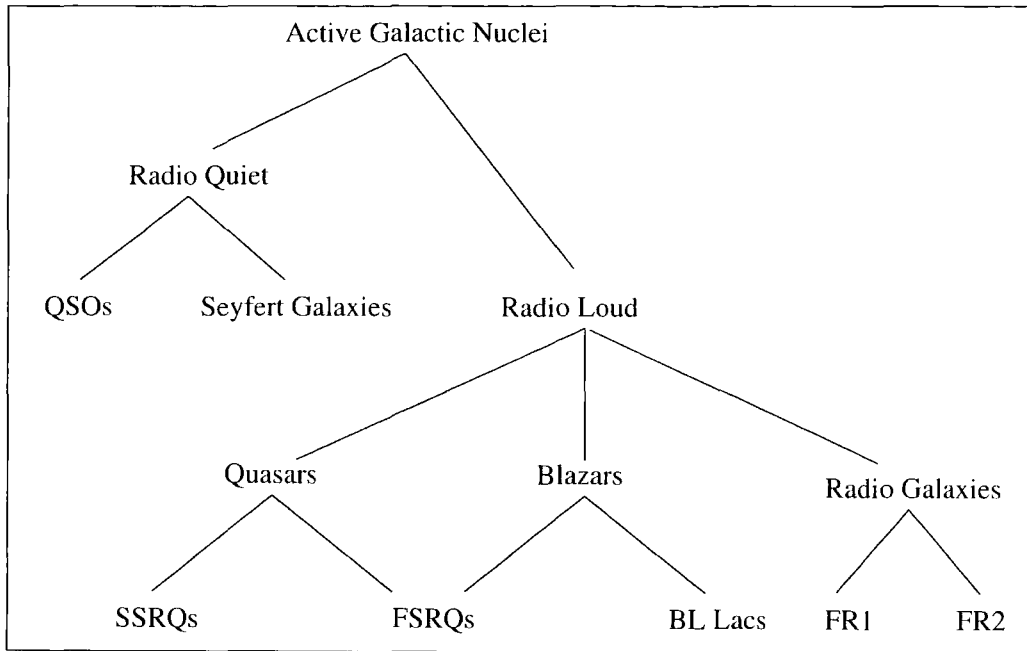 Active Galactic Nuclei
Radio Quiet
QSOs
Seyfert Galaxies
Radio Loud
Quasars
Blazars
Radio Galaxies
SSRQs
FSRQs
BL Lacs
FR1
FR2